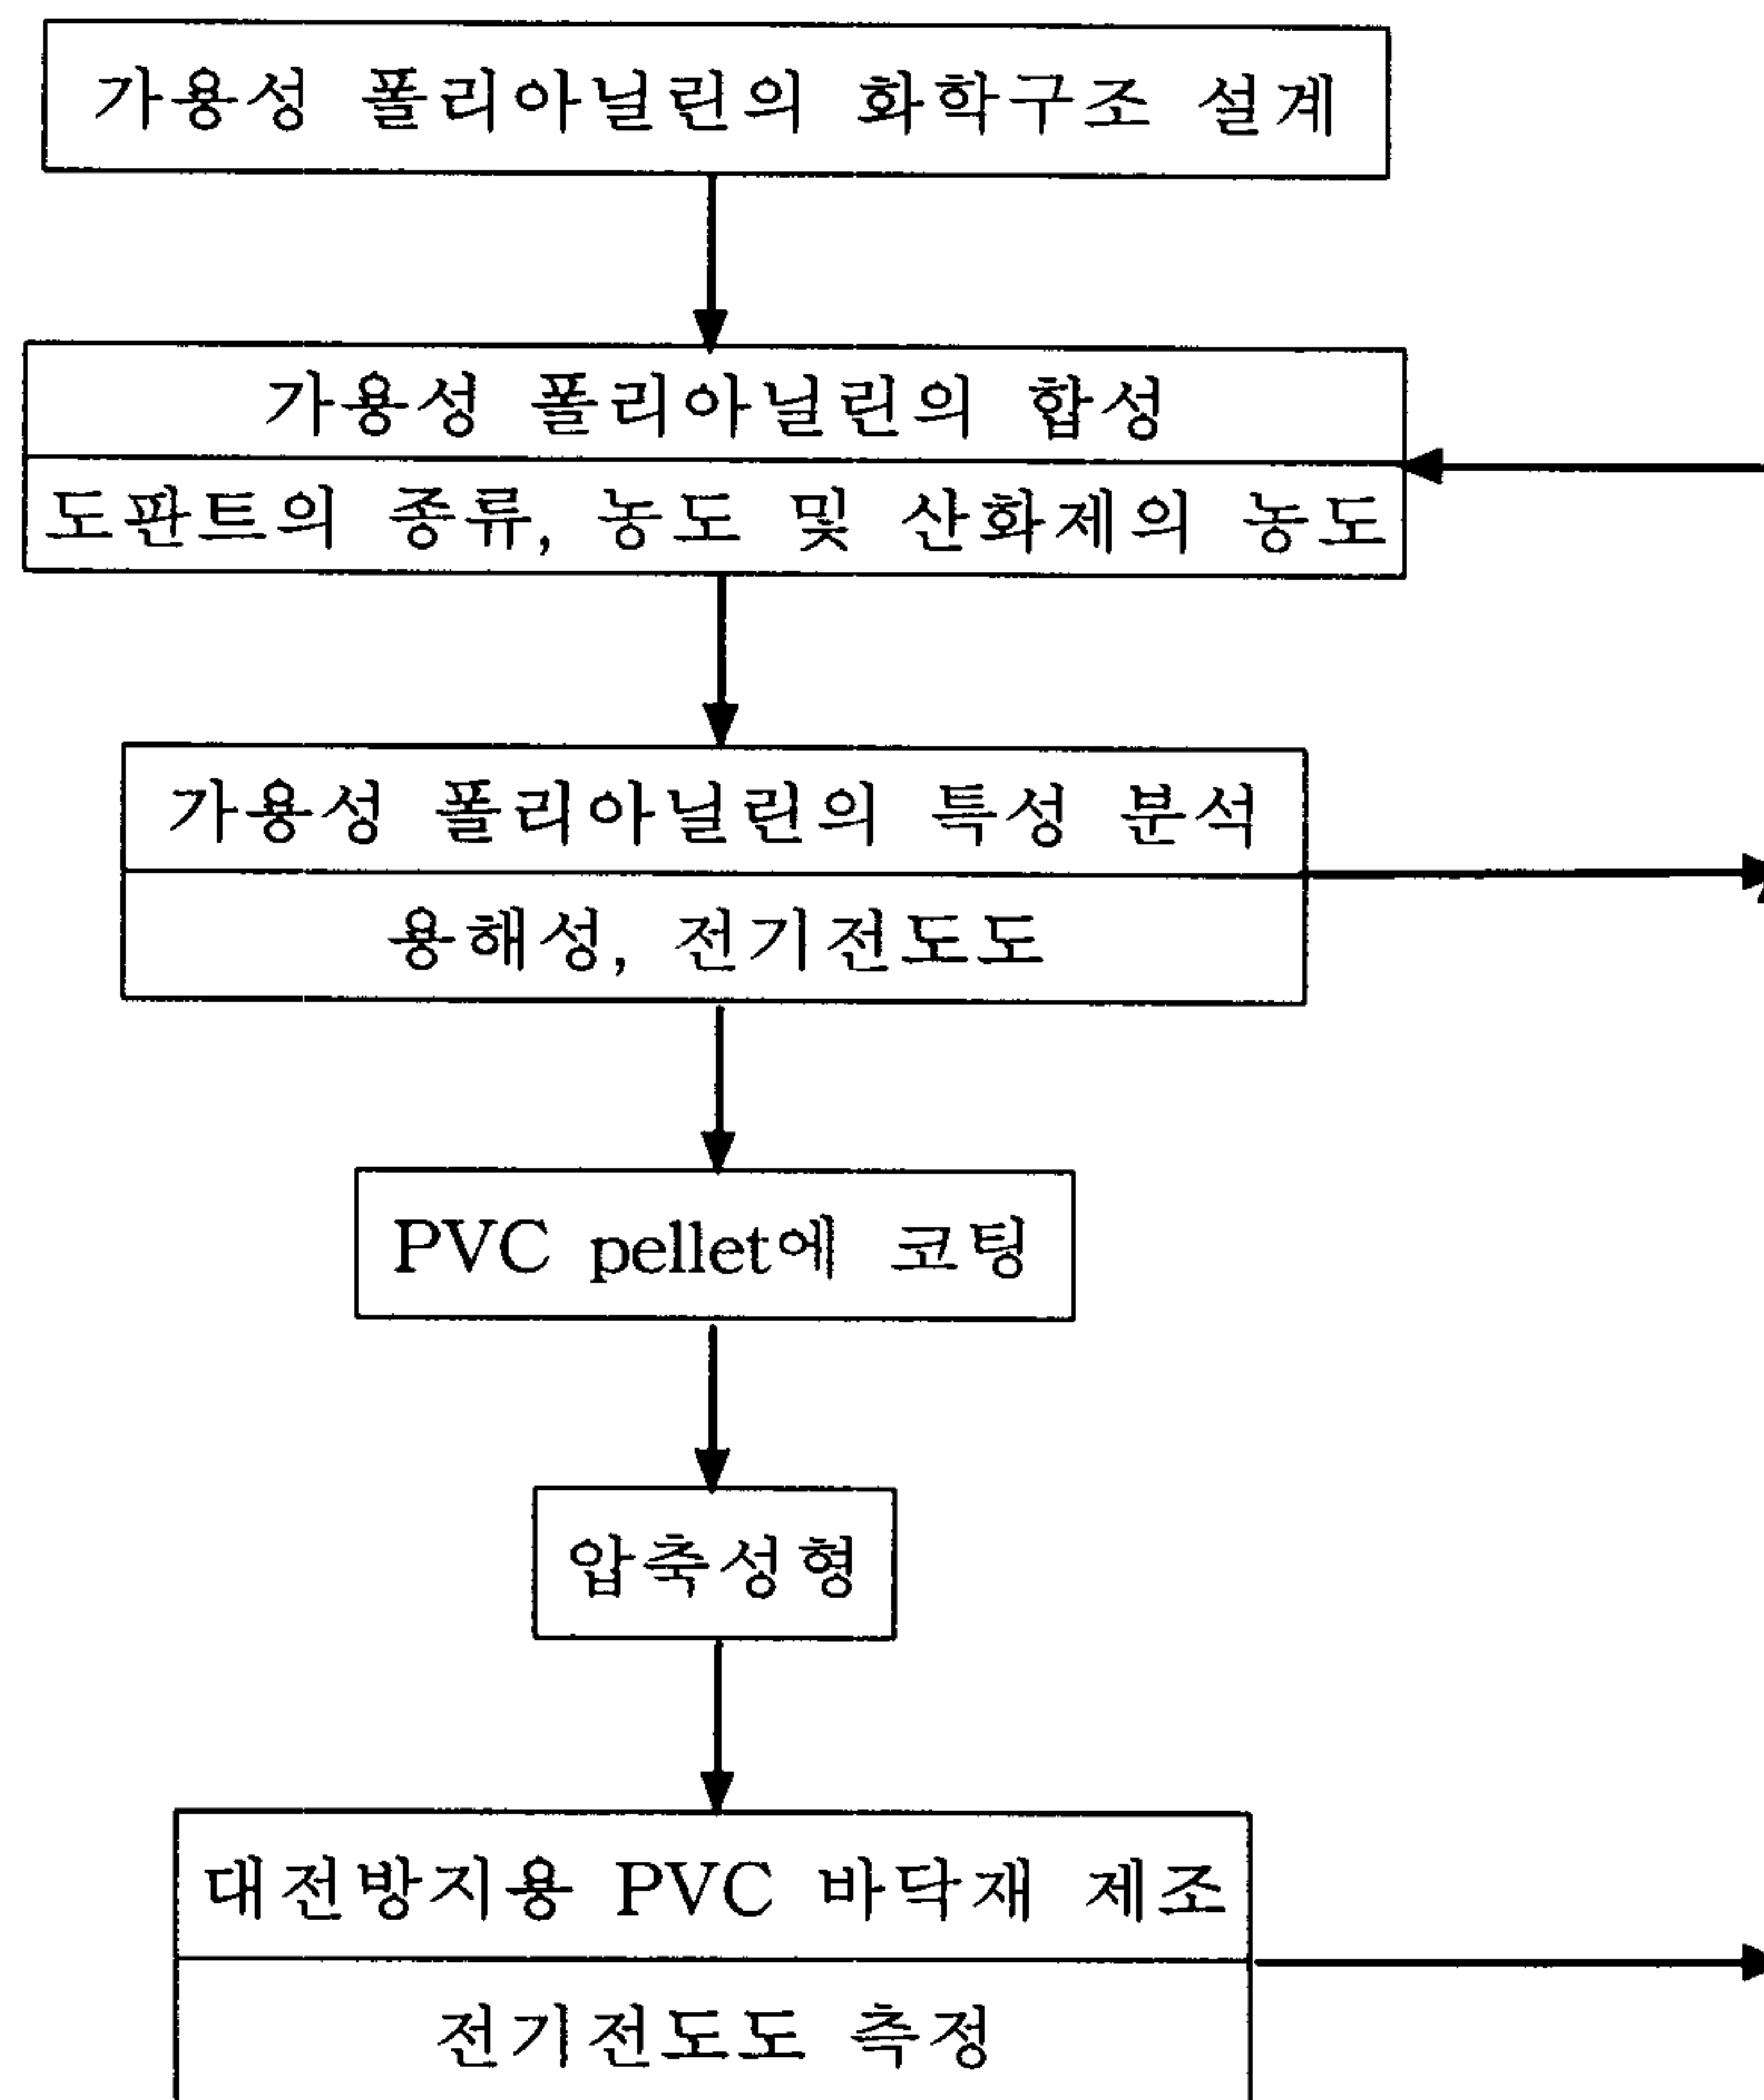 가용성 폴리아닐린의 화학구조 설계
가용성 폴리아닐린의 합성
도판트의 종류, 농도 및 산화제의 농도
가용성 폴리아닐린의 특성 분석
용해성, 전기전도도
PVC pellet에 코팅
압축성형
대전방지용 PVC 바닥재 제조
전기전도도 측정